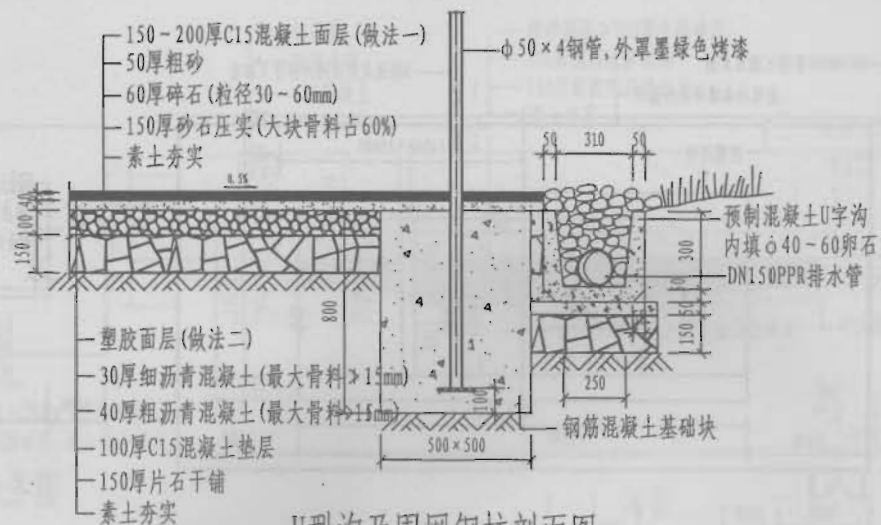 150~200厚C15混凝土面层(做法一)
50厚粗砂
60厚碎石(粒径30~60mm)
150厚砂石压实(大块骨料占60%)
素土夯实
ф50×4钢管,外罩墨绿色烤漆
50 310 50
0.5%
40
100
150
800
预制混凝土U字沟
内填ф40~60卵石
DN150PPR排水管
300
50
150
250
100
500×500
钢筋混凝土基础块
塑胶面层(做法二)
30厚细沥青混凝土(最大骨料≯15mm)
40厚粗沥青混凝土(最大骨料≯15mm)
100厚C15混凝土垫层
150厚片石干铺
素土夯实
U型沟及围网钢柱剖面图